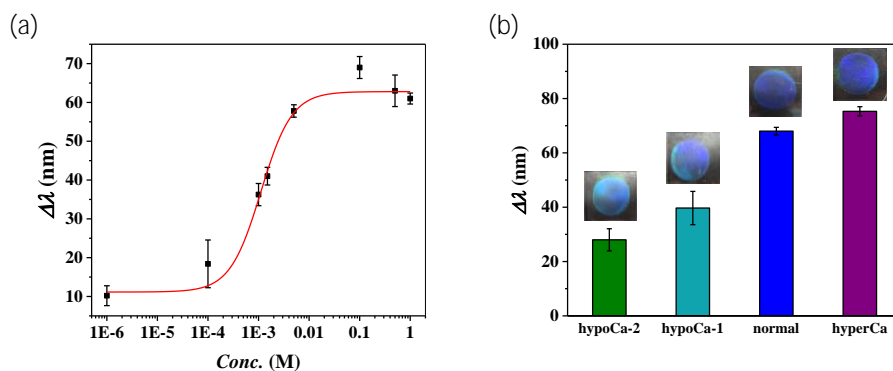 (a)
70
60
50
40
30
20
10
Δλ (nm)
1E-6 1E-5 1E-4 1E-3 0.01 0.1 1
Conc. (M)
(b)
100
80
60
40
20
0
Δλ (nm)
hypoCa-2 hypoCa-1 normal hyperCa